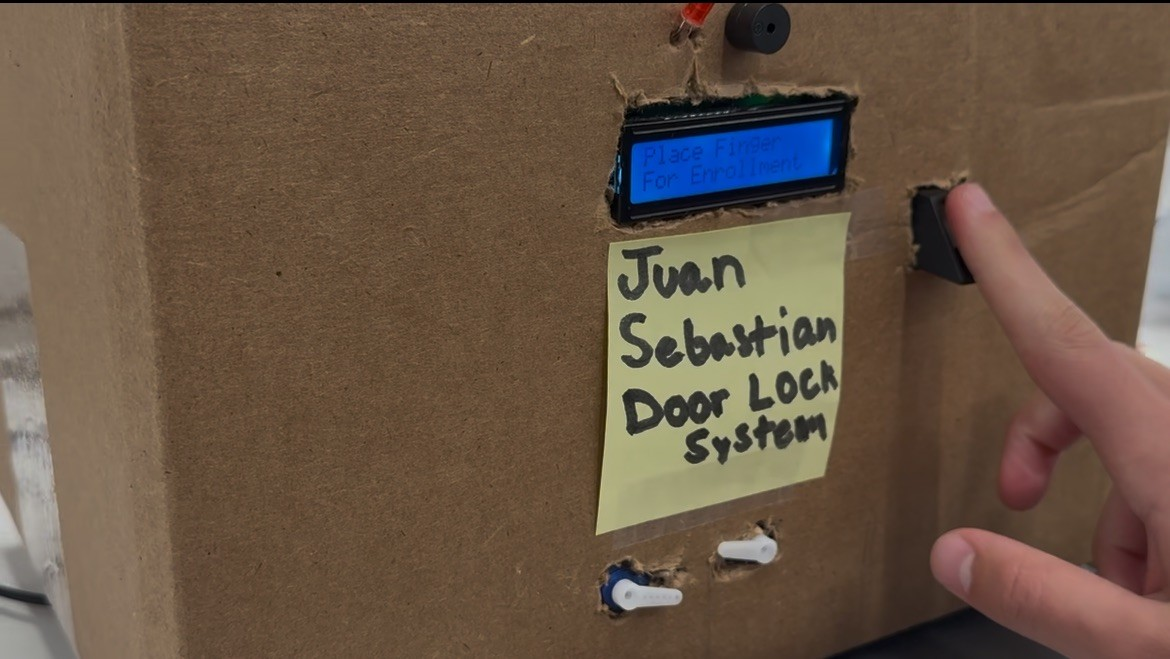 Place Finger
For Enrollment
Juan
Sebastian
Door Lock
System